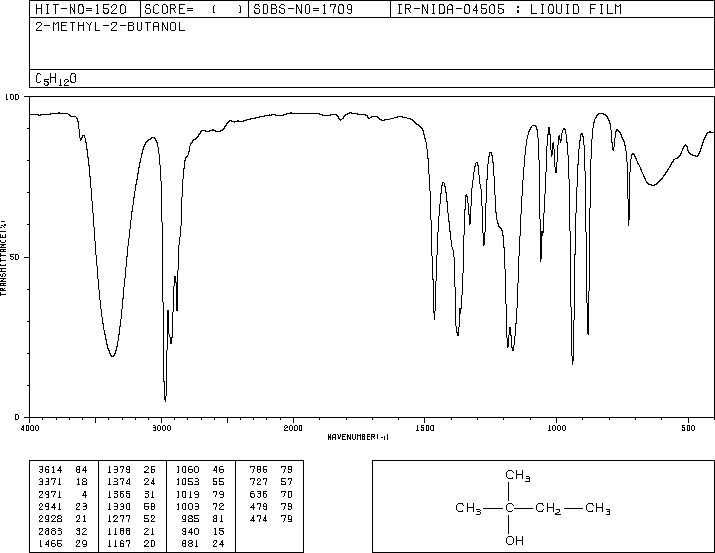 HIT-NO=1520 SCORE= ( ) SDBS-NO=1709 IR-NIDA-04505 : LIQUID FILM
2-METHYL-2-BUTANOL
C5H12O
100
50
0
TRANSMITTANCE(%)
4000 3000 2000 1500 1000 500
WAVENUMBER(-1)
3614 84 1379 26 1060 46 786 79
3371 18 1374 24 1053 55 727 57
2971 4 1365 31 1019 79 636 70
2941 29 1330 58 1003 72 479 79
2928 21 1277 52 985 81 474 79
2883 32 1188 21 940 15
1465 29 1167 20 881 24
CH3
CH3 C CH2 CH3
OH